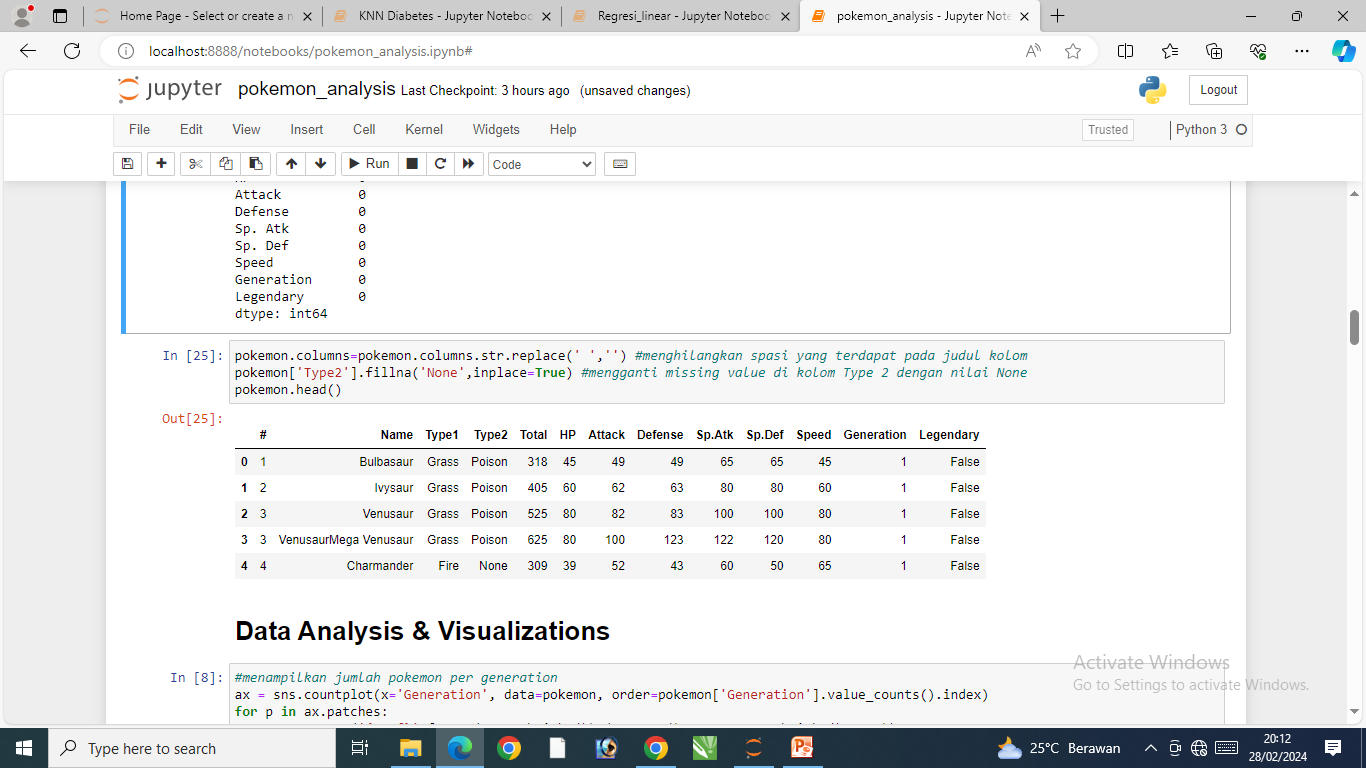 Home Page - Select or create a n
KNN Diabetes - Jupyter Noteboo
Regresi_linear - Jupyter Noteboo
pokemon_analysis - Jupyter Note
localhost:8888/notebooks/pokemon_analysis.ipynb#
jupyter pokemon_analysis Last Checkpoint: 3 hours ago (unsaved changes)
Logout
File Edit View Insert Cell Kernel Widgets Help
Trusted Python 3
Run Code
Attack 0
Defense 0
Sp. Atk 0
Sp. Def 0
Speed 0
Generation 0
Legendary 0
dtype: int64
In [25]: pokemon.columns=pokemon.columns.str.replace(' ','') #menghilangkan spasi yang terdapat pada judul kolom
pokemon['Type2'].fillna('None',inplace=True) #mengganti missing value di kolom Type 2 dengan nilai None
pokemon.head()
Out[25]:
# Name Type1 Type2 Total HP Attack Defense Sp.Atk Sp.Def Speed Generation Legendary
0 1 Bulbasaur Grass Poison 318 45 49 49 65 65 45 1 False
1 2 Ivysaur Grass Poison 405 60 62 63 80 80 60 1 False
2 3 Venusaur Grass Poison 525 80 82 83 100 100 80 1 False
3 3 VenusaurMega Venusaur Grass Poison 625 80 100 123 122 120 80 1 False
4 4 Charmander Fire None 309 39 52 43 60 50 65 1 False
Data Analysis & Visualizations
In [8]: #menampilkan jumlah pokemon per generation
ax = sns.countplot(x='Generation', data=pokemon, order=pokemon['Generation'].value_counts().index)
for p in ax.patches:
Activate Windows
Go to Settings to activate Windows.
Type here to search
25°C Berawan
20:12
28/02/2024